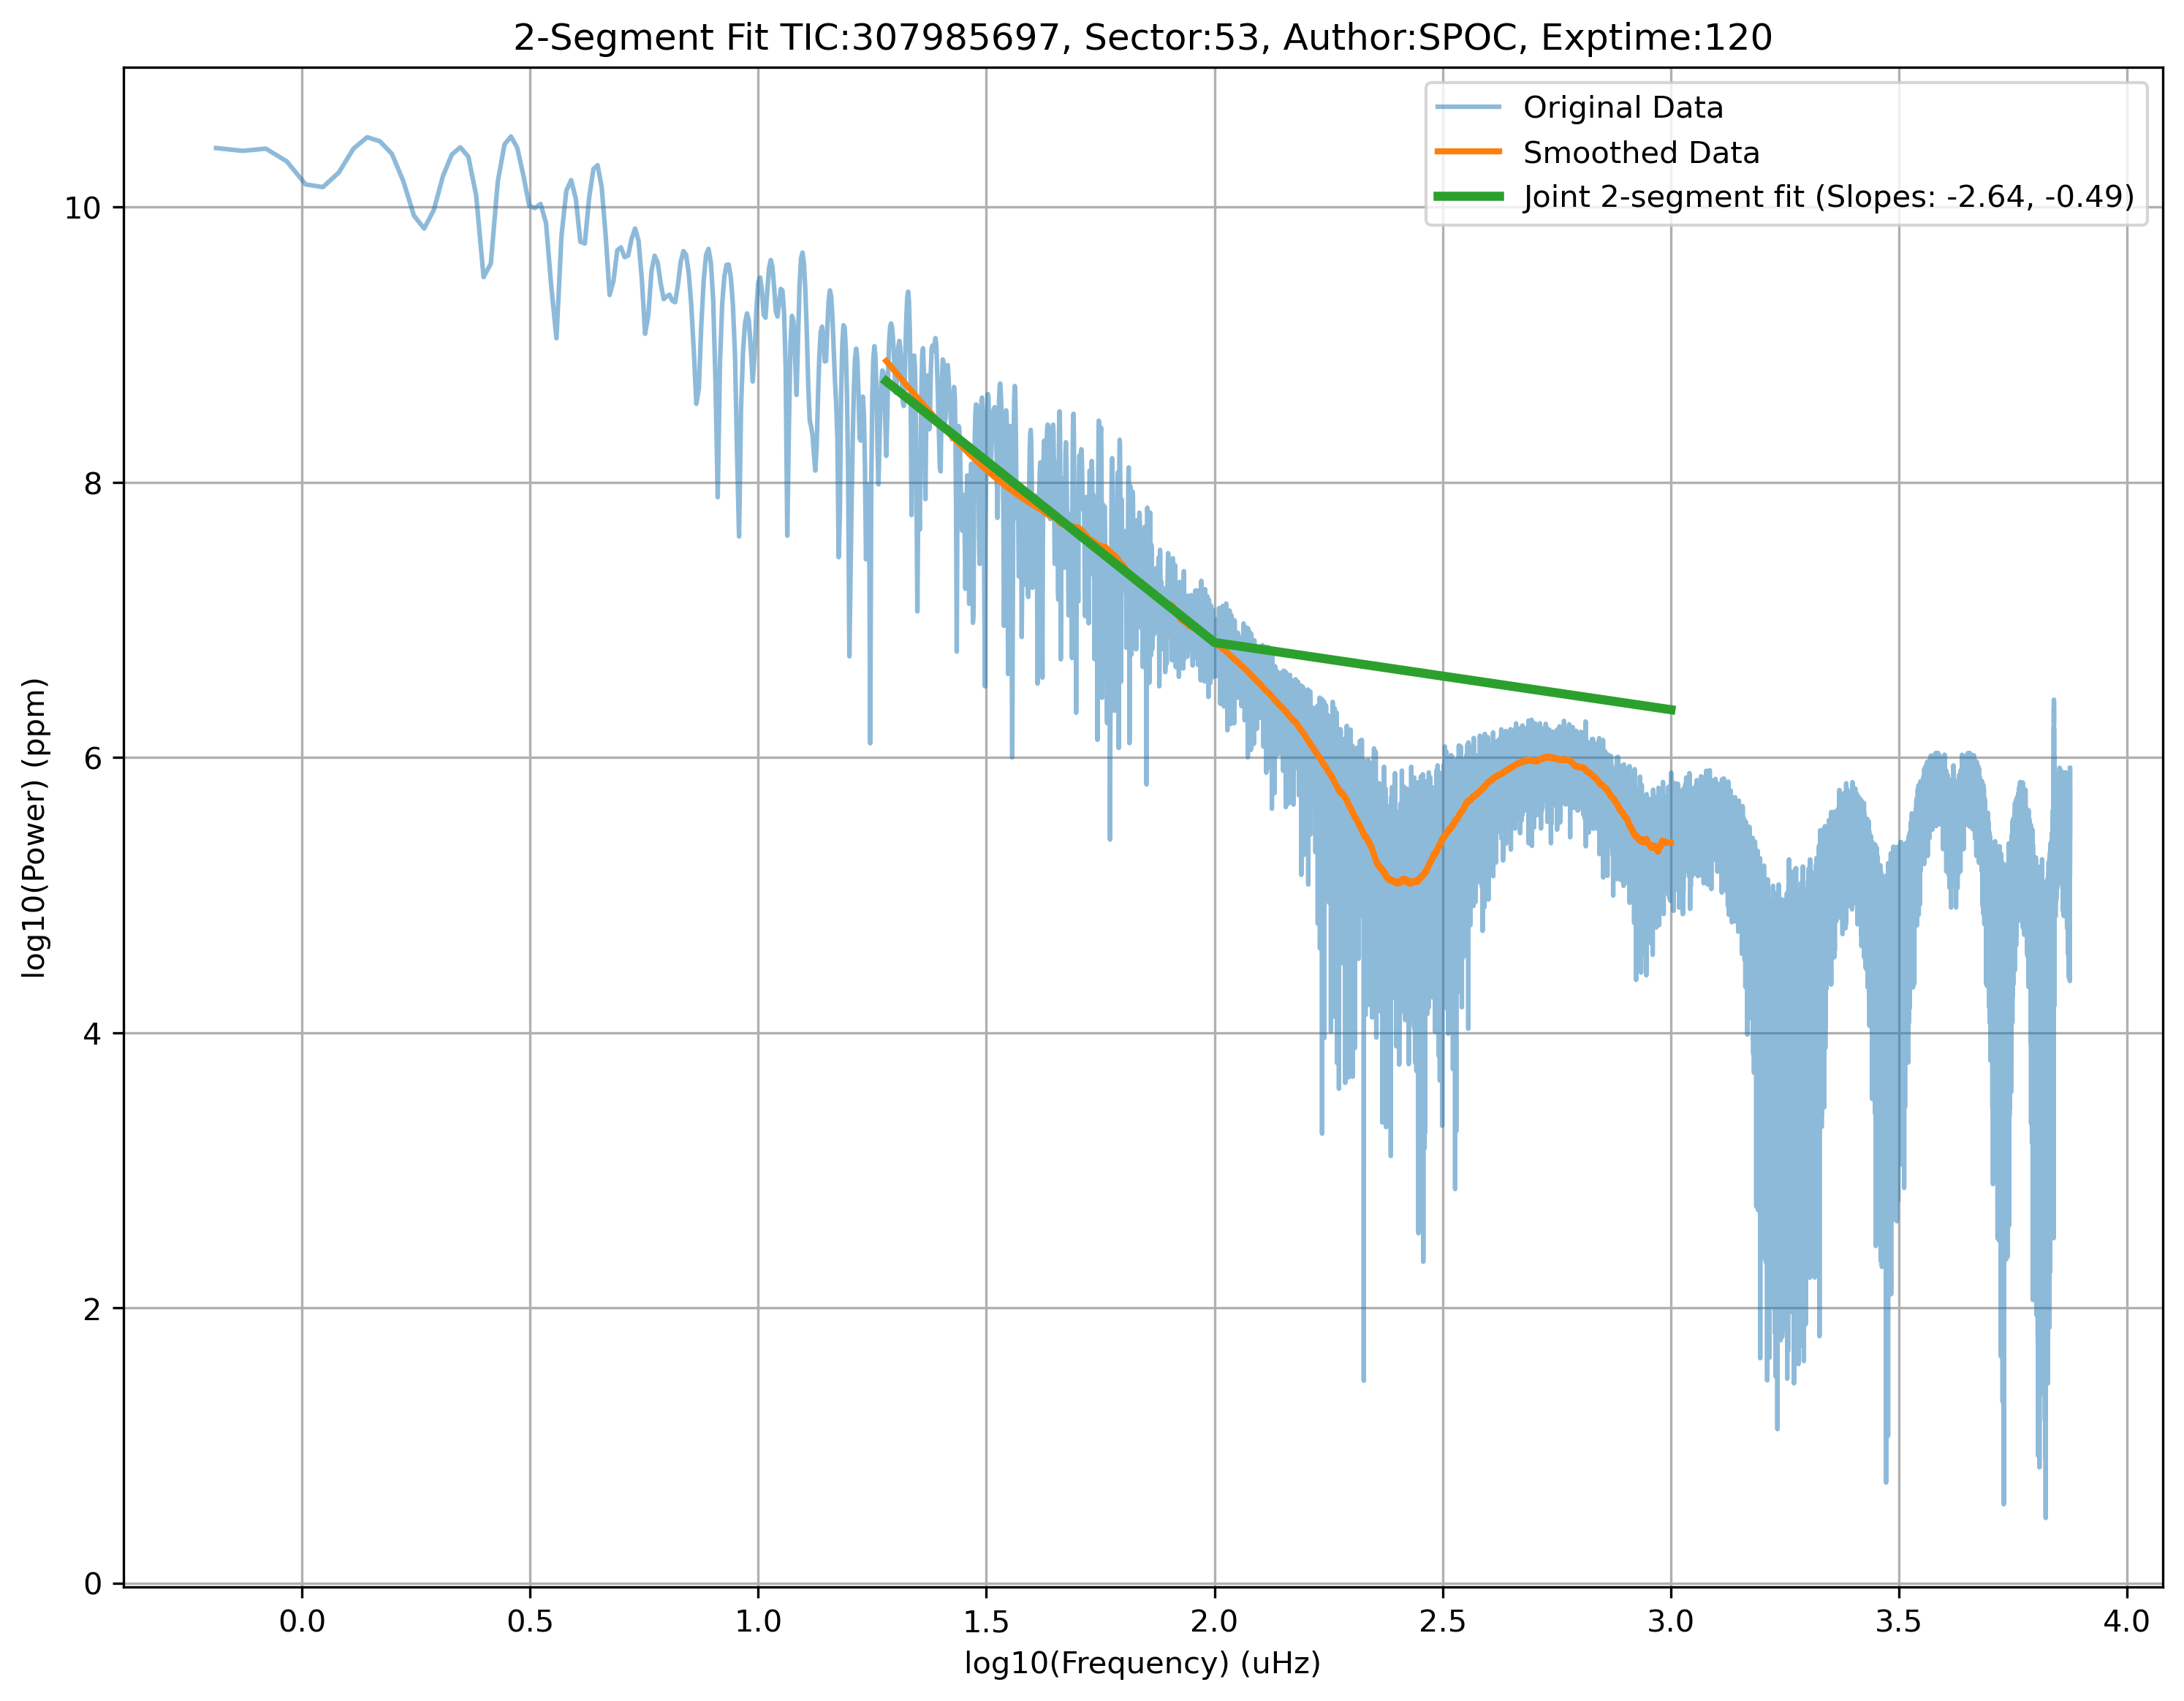 2-Segment Fit TIC:307985697, Sector:53, Author:SPOC, Exptime:120
Original Data
Smoothed Data
Joint 2-segment fit (Slopes: -2.64, -0.49)
log10(Power) (ppm)
10
8
6
4
2
0
0.0 0.5 1.0 1.5 2.0 2.5 3.0 3.5 4.0
log10(Frequency) (uHz)